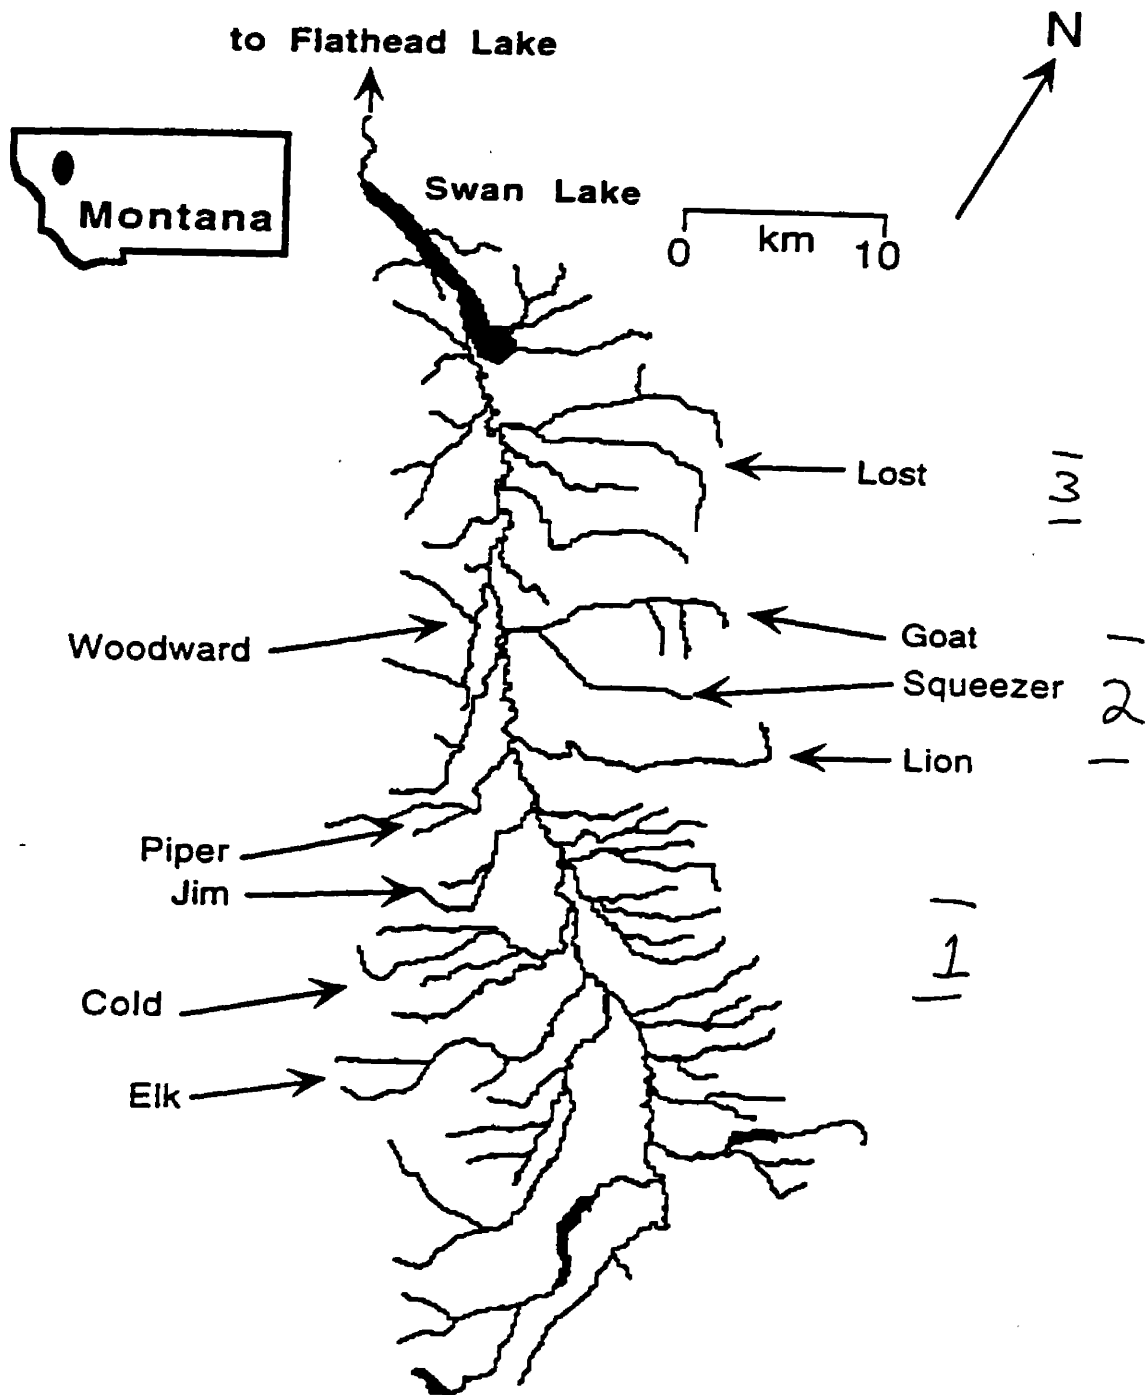 to Flathead Lake
N
Montana
Swan Lake
0 km 10
Lost
3
Woodward
Goat
Squeezer
2
Lion
Piper
Jim
1
Cold
Elk